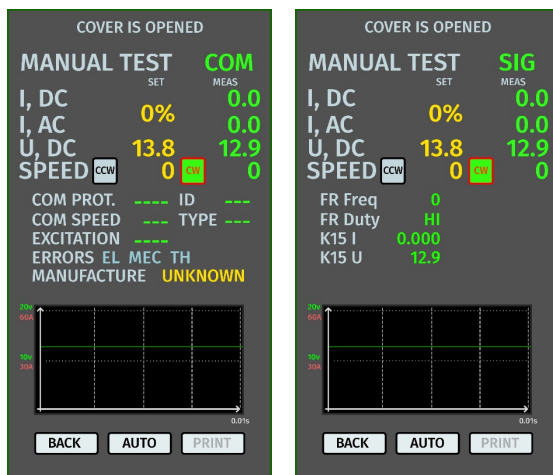 COVER IS OPENED
MANUAL TEST COM
SET MEAS
I, DC 0.0
0%
I, AC 0.0
U, DC 13.8 12.9
SPEED CCW 0 CW 0
COM PROT. ---- ID ---
COM SPEED --- TYPE ---
EXCITATION ----
ERRORS EL MEC TH
MANUFACTURE UNKNOWN
20v
60A
10v
30A
0.01s
BACK AUTO PRINT
COVER IS OPENED
MANUAL TEST SIG
SET MEAS
I, DC 0.0
0%
I, AC 0.0
U, DC 13.8 12.9
SPEED CCW 0 CW 0
FR Freq 0
FR Duty HI
K15 I 0.000
K15 U 12.9
20v
60A
10v
30A
0.01s
BACK AUTO PRINT